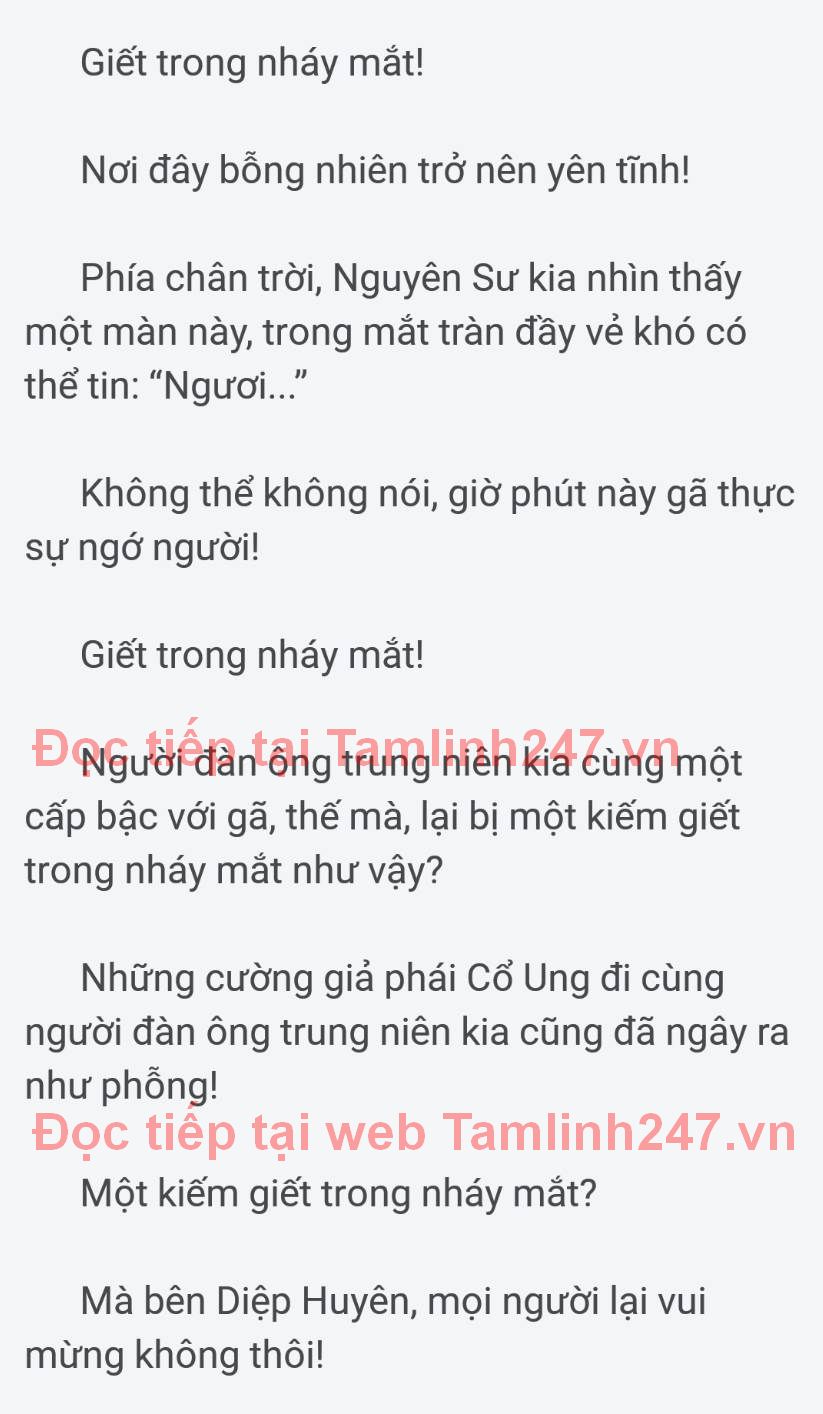 Giết trong nháy mắt!
Nơi đây bỗng nhiên trở nên yên tĩnh!
Phía chân trời, Nguyên Sư kia nhìn thấy
một màn này, trong mắt tràn đầy vẻ khó có
thể tin: “Ngươi...”
Không thể không nói, giờ phút này gã thực
sự ngớ người!
Giết trong nháy mắt!
Đọc tiếp tại Tamlinh247.vn
Người đàn ông trung niên kia cùng một
cấp bậc với gã, thế mà, lại bị một kiếm giết
trong nháy mắt như vậy?
Những cường giả phái Cổ Ung đi cùng
người đàn ông trung niên kia cũng đã ngây ra
như phỗng!
Đọc tiếp tại web Tamlinh247.vn
Một kiếm giết trong nháy mắt?
Mà bên Diệp Huyên, mọi người lại vui
mừng không thôi!